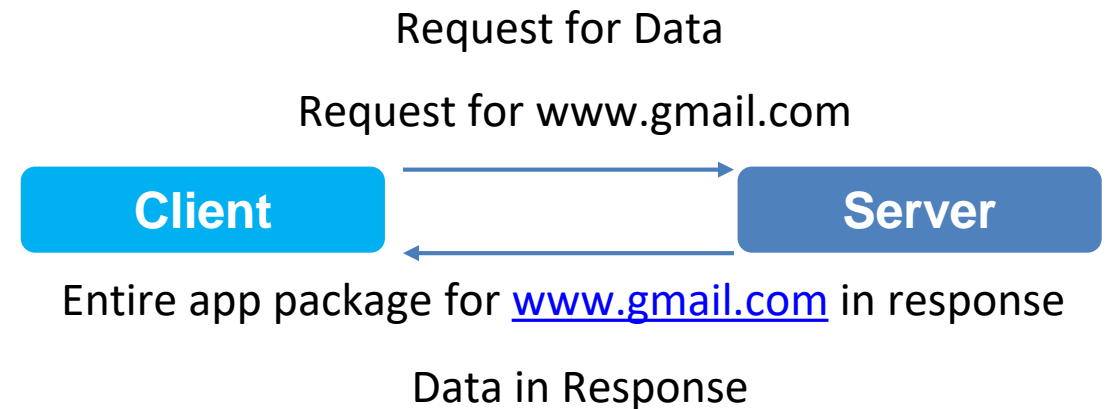 Request for Data
Request for www.gmail.com
Client
Server
Entire app package for www.gmail.com in response
Data in Response